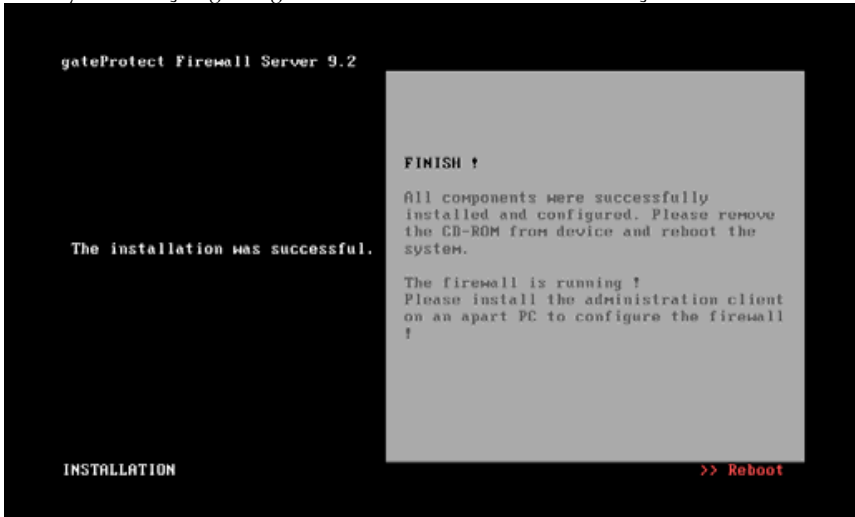 gateProtect Firewall Server 9.2
FINISH !
All components were successfully
installed and configured. Please remove
the CD-ROM from device and reboot the
system.
The installation was successful.
The firewall is running !
Please install the administration client
on an apart PC to configure the firewall
!
INSTALLATION
>> Reboot